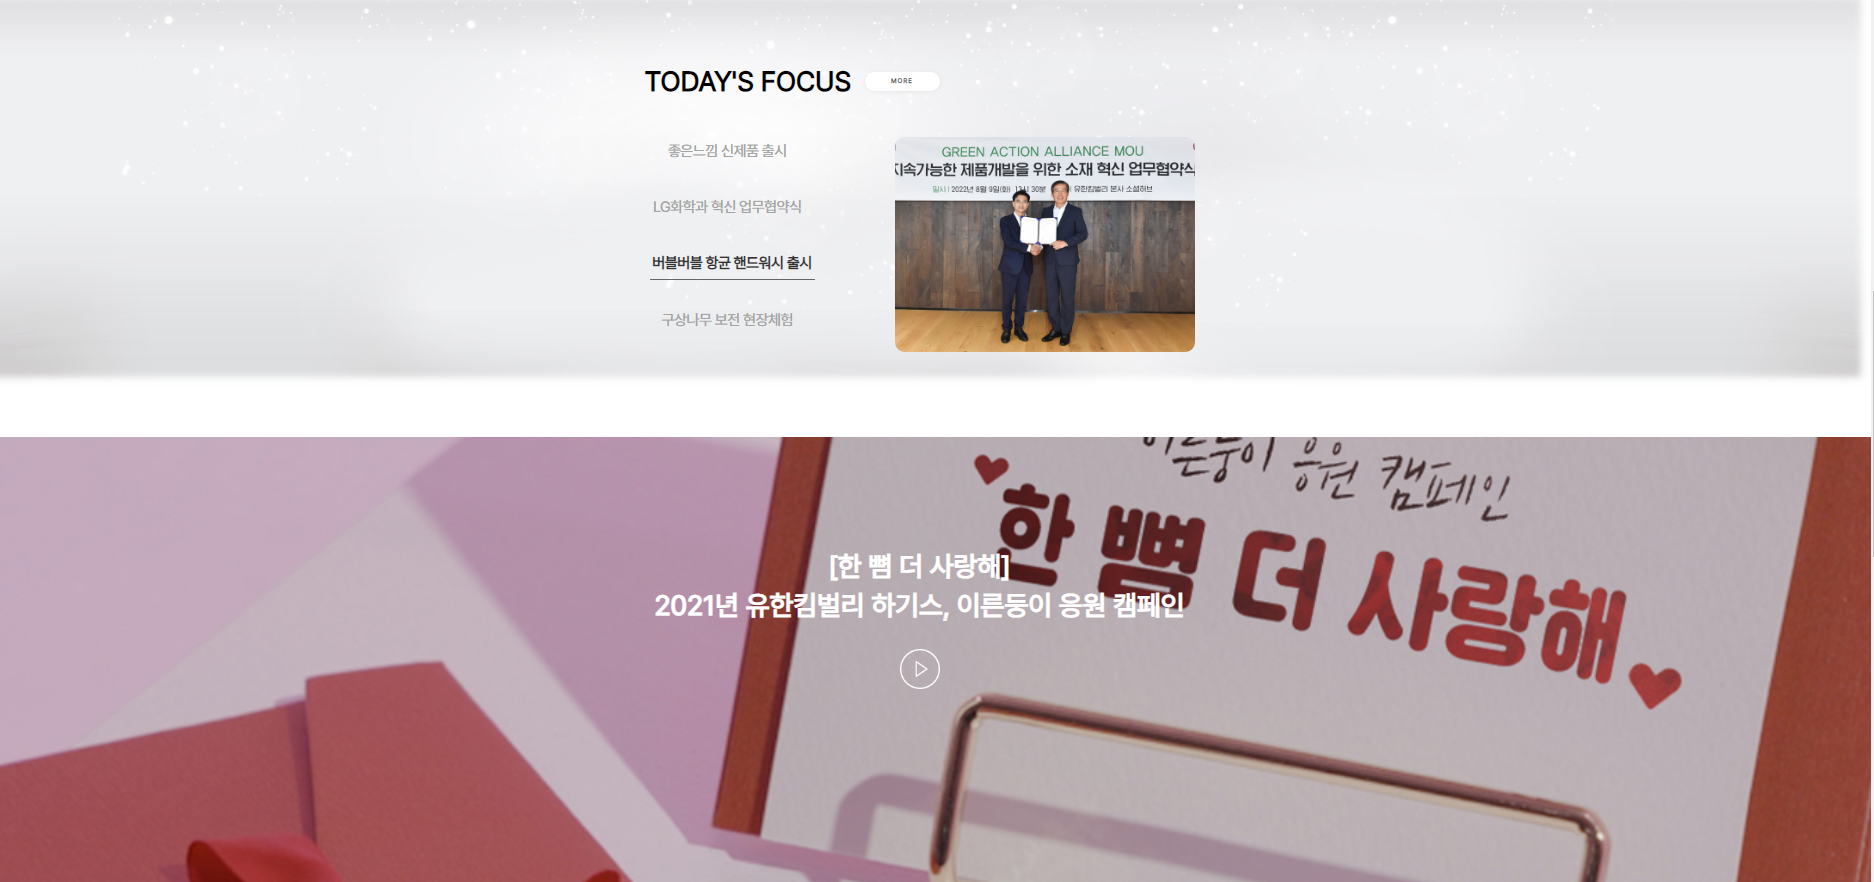 TODAY'S FOCUS
MORE
좋은느낌 신제품 출시
LG화학과 혁신 업무협약식
버블버블 항균 핸드워시 출시
구상나무 보전 현장체험
GREEN ACTION ALLIANCE MOU
지속가능한 제품개발을 위한 소재 혁신 업무협약식
일시 | 2022년 8월 9일(화) 13시 30분 유한킴벌리 본사 소셜허브
이른둥이 응원 캠페인
한 뼘 더 사랑해
[한 뼘 더 사랑해]
2021년 유한킴벌리 하기스, 이른둥이 응원 캠페인